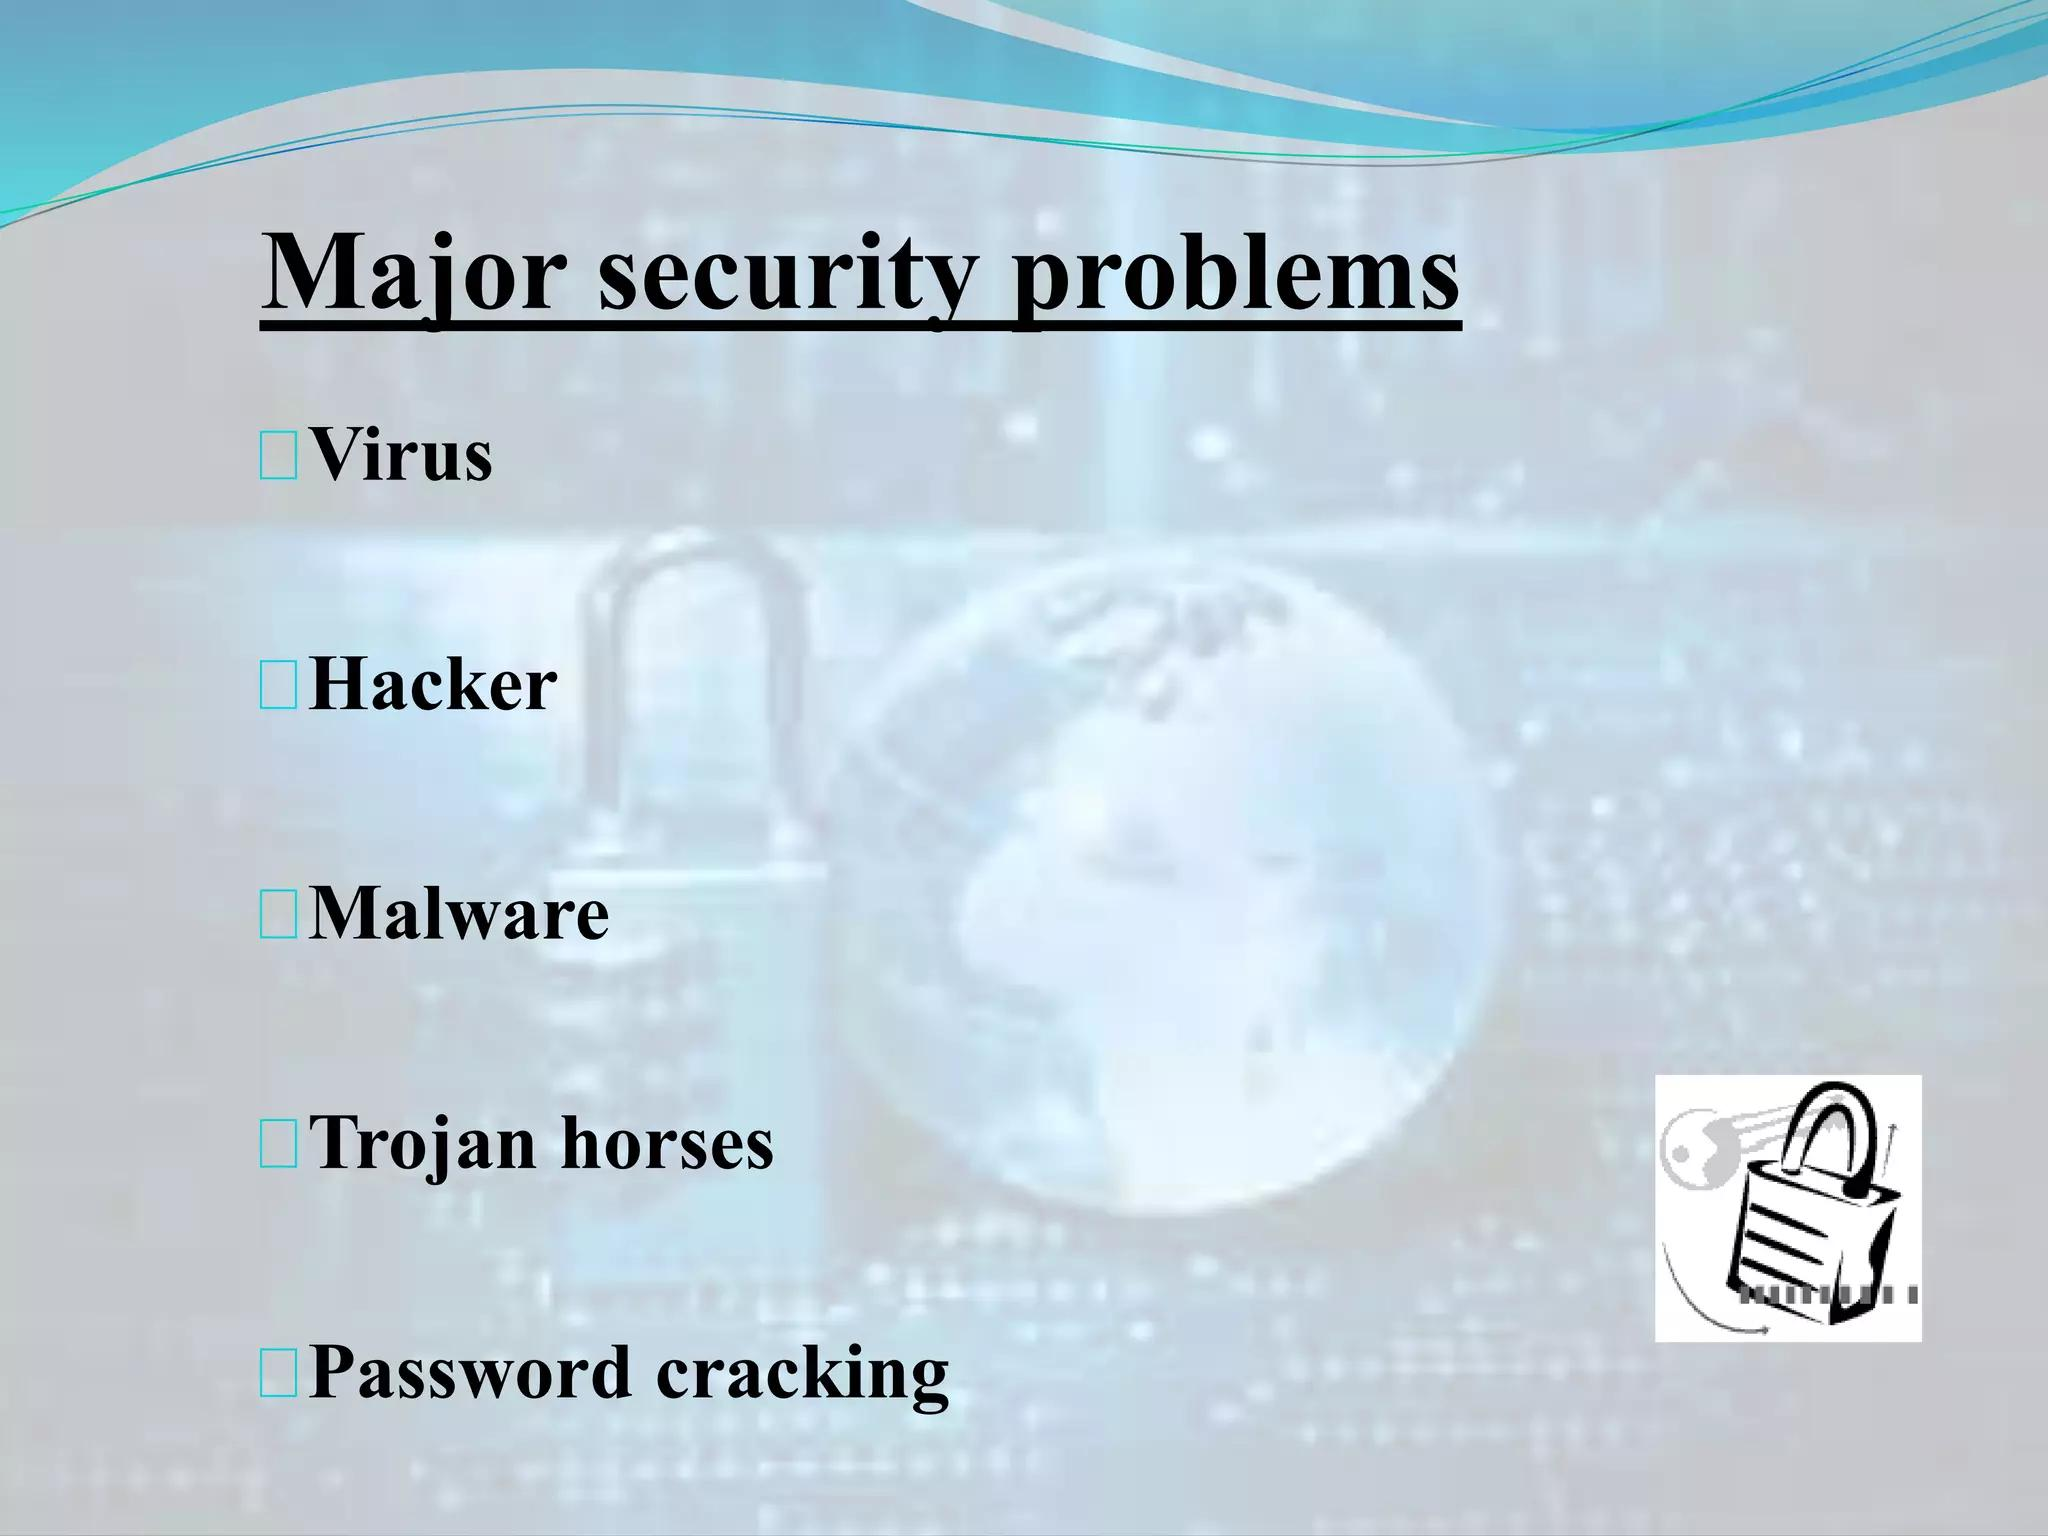 Major security problems
Virus
Hacker
Malware
Trojan horses
Password cracking